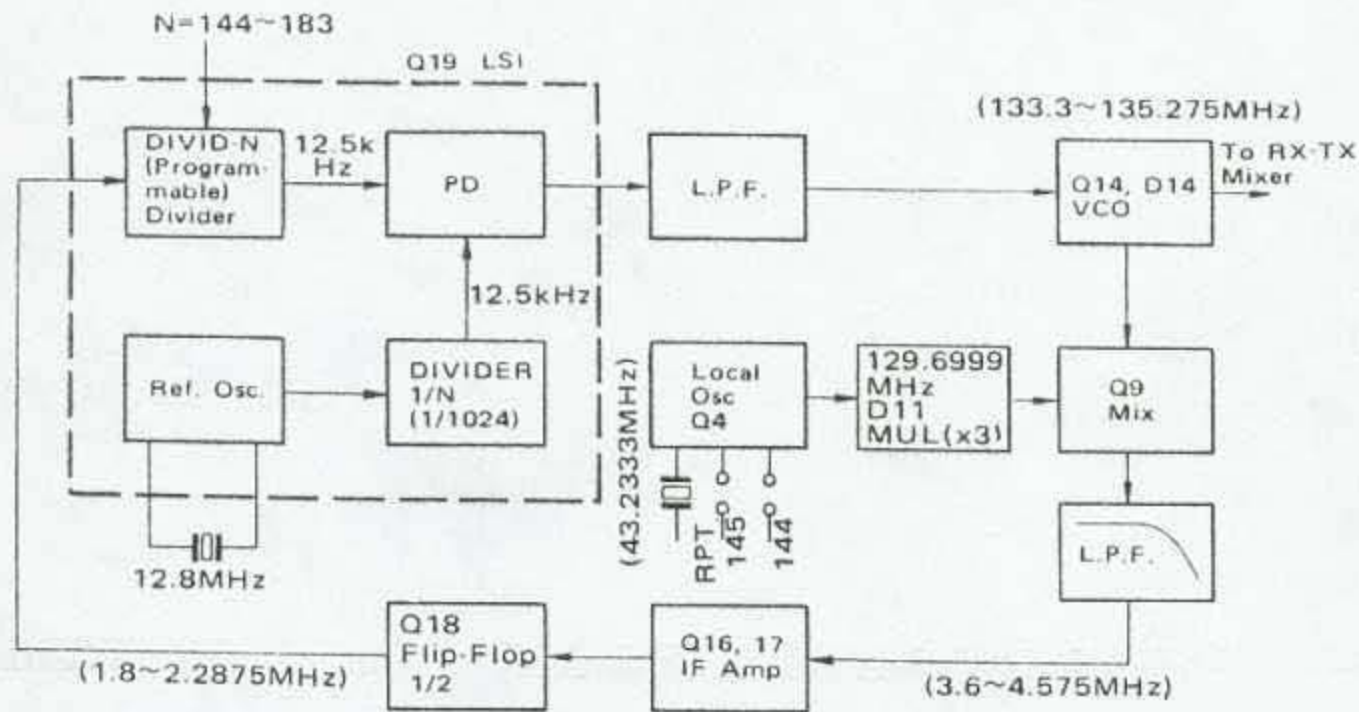 N=144~183
Q19 LSI
(133.3~135.275MHz)
DIVID-N
(Program-
mable)
Divider
12.5k
Hz
PD
L.P.F.
Q14, D14
VCO
To RX-TX
Mixer
12.5kHz
Ref. Osc.
DIVIDER
1/N
(1/1024)
(43.2333MHz)
Local
Osc
Q4
129.6999
MHz
D11
MUL(x3)
Q9
Mix
12.8MHz
RPT
145
144
L.P.F.
(1.8~2.2875MHz)
Q18
Flip-Flop
1/2
Q16, 17
IF Amp
(3.6~4.575MHz)